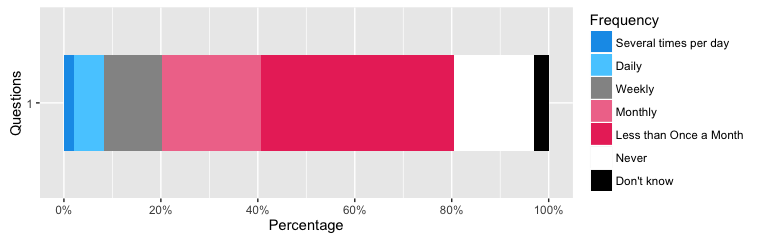 Frequency
Several times per day
Daily
Weekly
Monthly
Less than Once a Month
Never
Don't know
Questions
1
0%
20%
40%
60%
80%
100%
Percentage